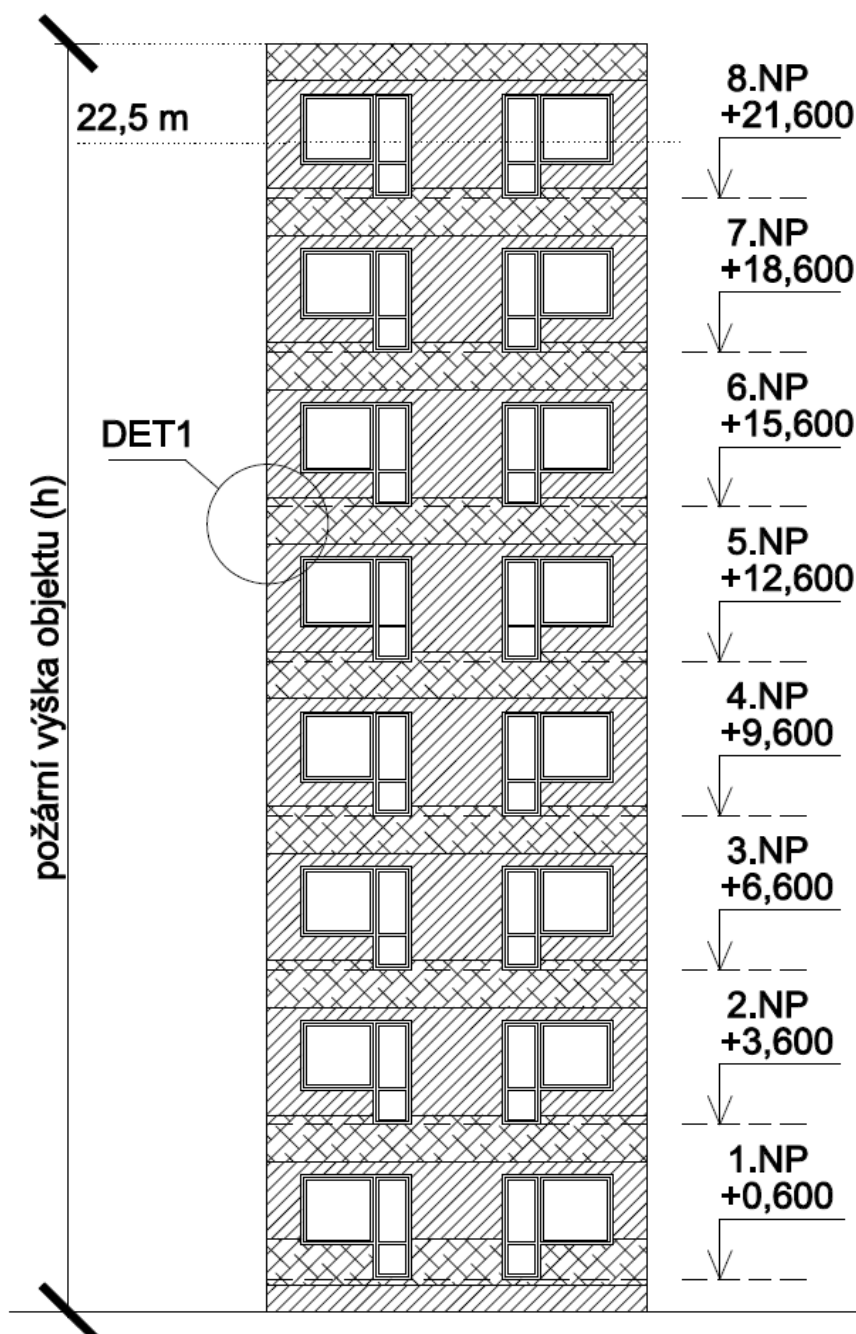 22,5 m
8.NP
+21,600
7.NP
+18,600
DET1
6.NP
+15,600
požární výška objektu (h)
5.NP
+12,600
4.NP
+9,600
3.NP
+6,600
2.NP
+3,600
1.NP
+0,600